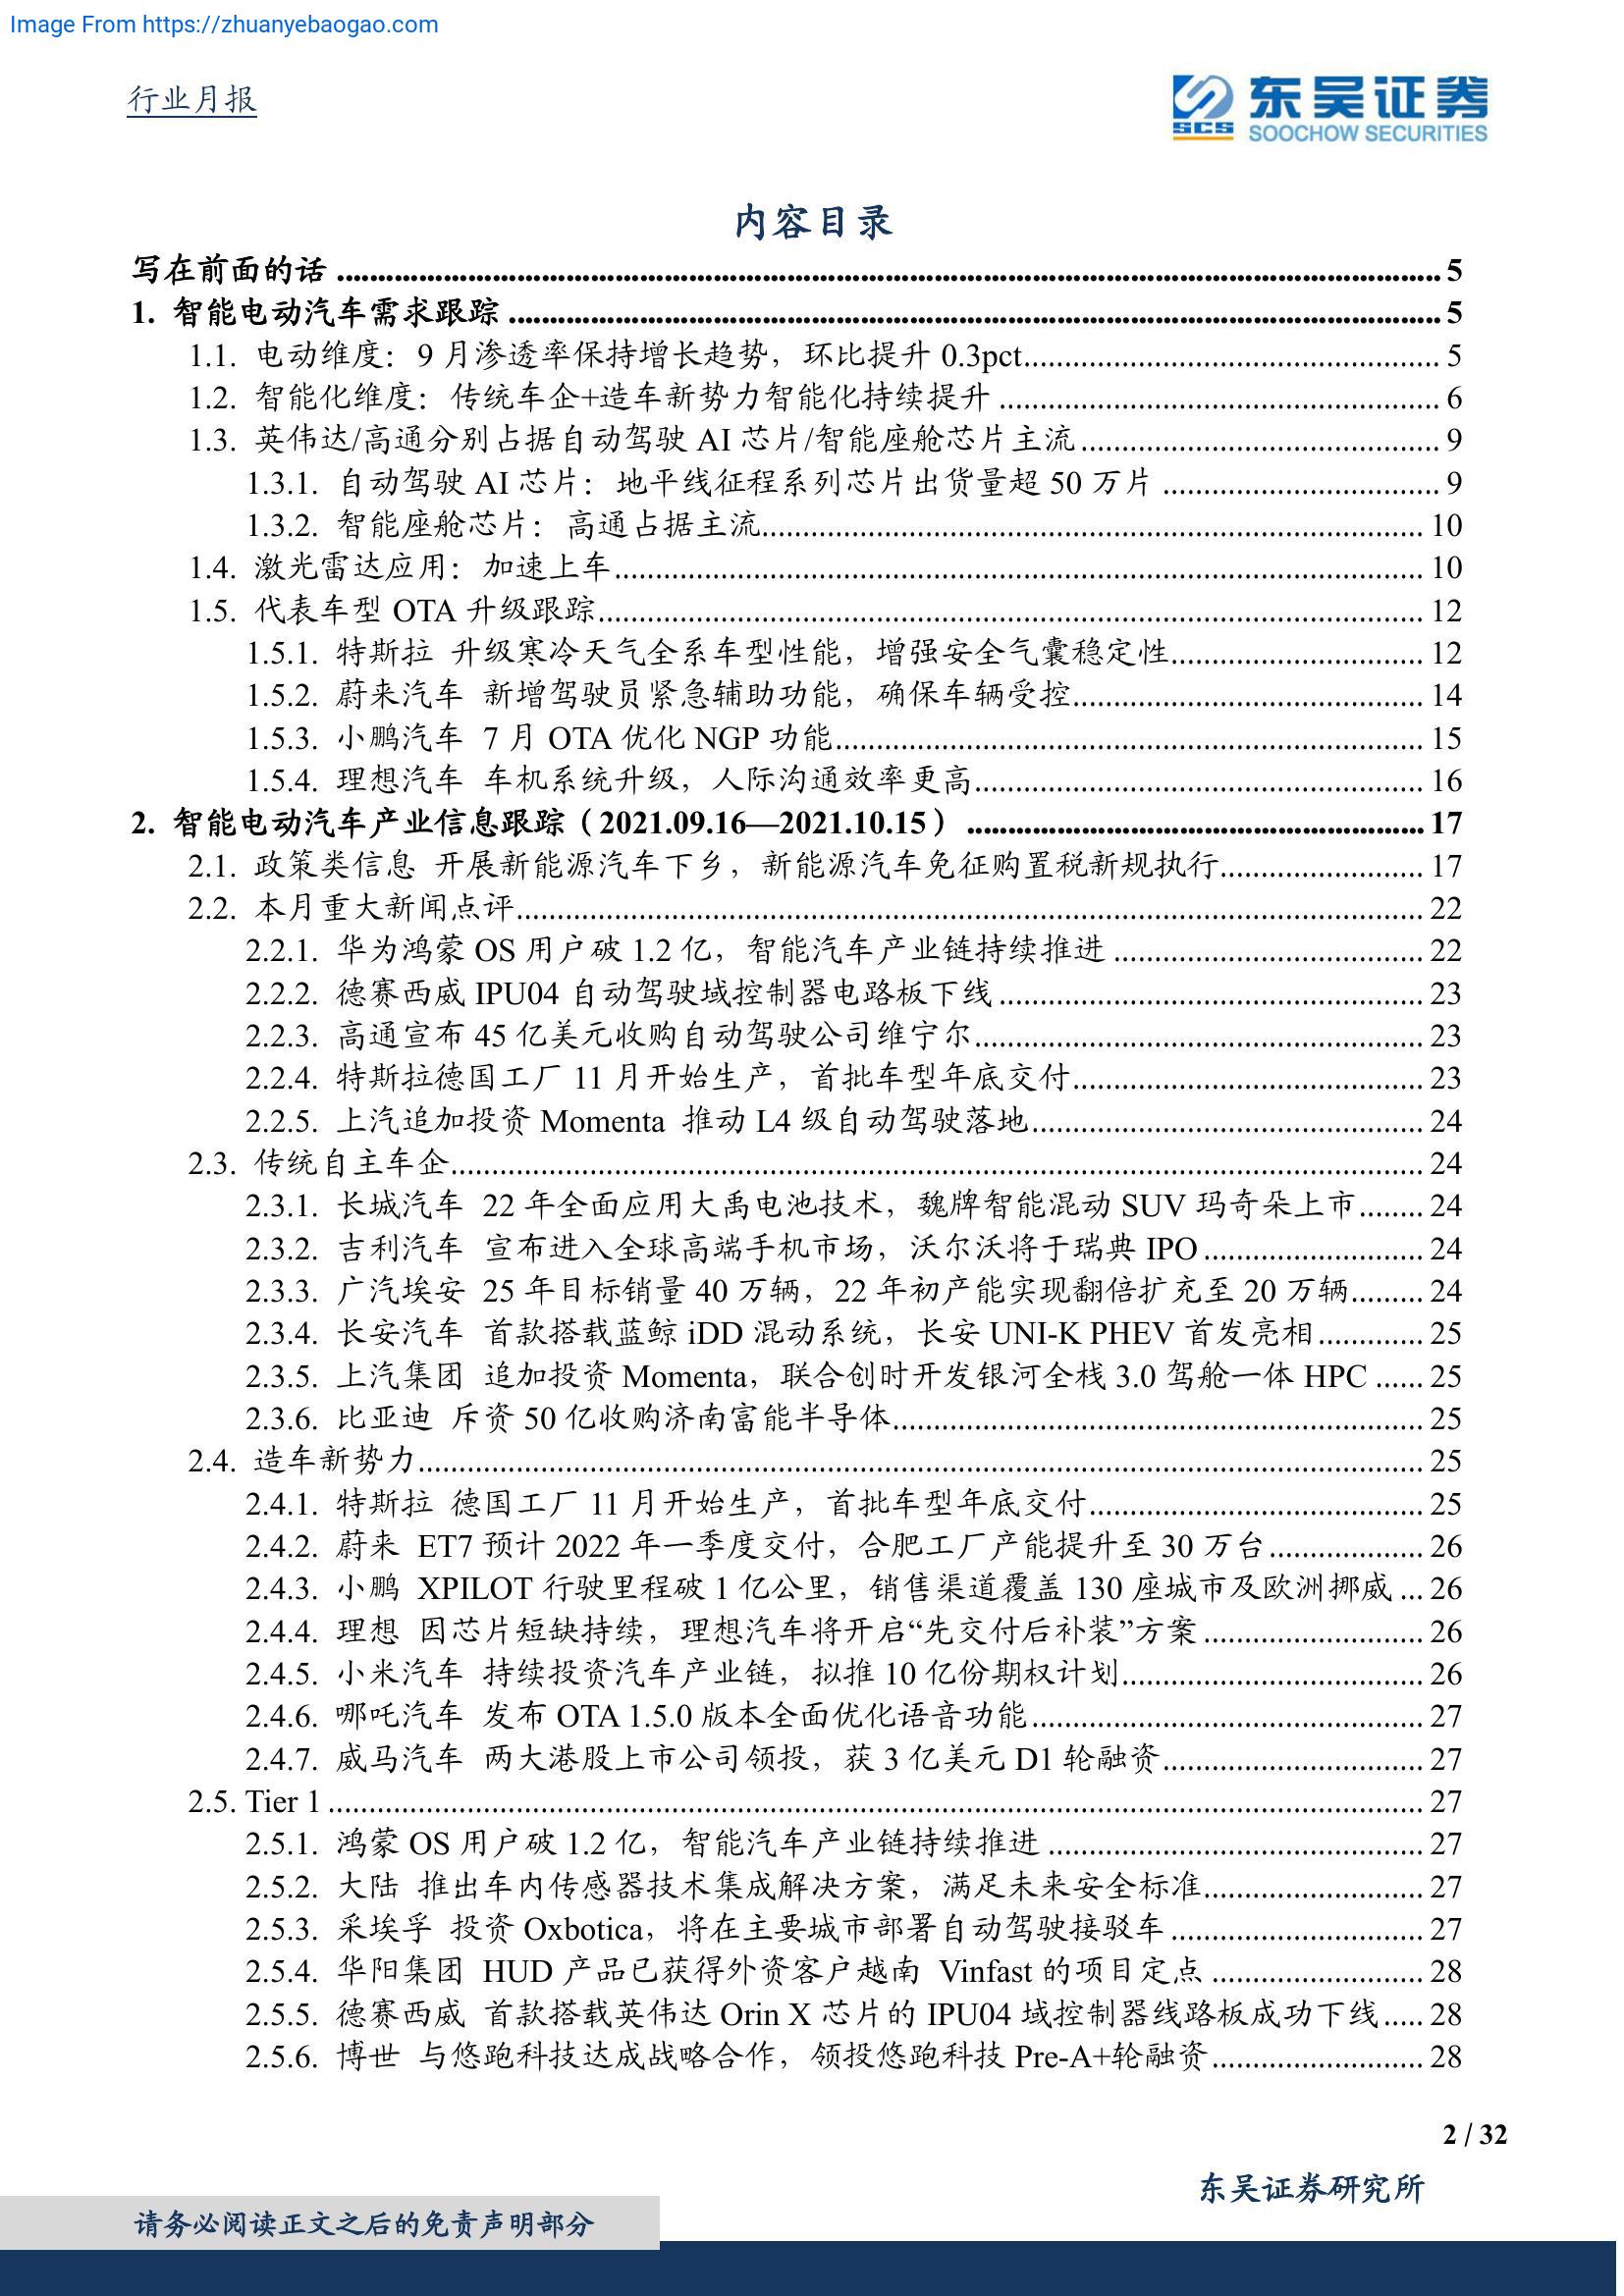 Image From https://zhuanyebaogao.com
行业月报
东吴证券
SCS SOOCHOW SECURITIES
内容目录
写在前面的话 ........ 5
1. 智能电动汽车需求跟踪 ........ 5
1.1. 电动维度：9 月渗透率保持增长趋势，环比提升 0.3pct ........ 5
1.2. 智能化维度：传统车企+造车新势力智能化持续提升 ........ 6
1.3. 英伟达/高通分别占据自动驾驶 AI 芯片/智能座舱芯片主流 ........ 9
1.3.1. 自动驾驶 AI 芯片：地平线征程系列芯片出货量超 50 万片 ........ 9
1.3.2. 智能座舱芯片：高通占据主流 ........ 10
1.4. 激光雷达应用：加速上车 ........ 10
1.5. 代表车型 OTA 升级跟踪 ........ 12
1.5.1. 特斯拉 升级寒冷天气全系车型性能，增强安全气囊稳定性 ........ 12
1.5.2. 蔚来汽车 新增驾驶员紧急辅助功能，确保车辆受控 ........ 14
1.5.3. 小鹏汽车 7 月 OTA 优化 NGP 功能 ........ 15
1.5.4. 理想汽车 车机系统升级，人际沟通效率更高 ........ 16
2. 智能电动汽车产业信息跟踪（2021.09.16—2021.10.15） ........ 17
2.1. 政策类信息 开展新能源汽车下乡，新能源汽车免征购置税新规执行 ........ 17
2.2. 本月重大新闻点评 ........ 22
2.2.1. 华为鸿蒙 OS 用户破 1.2 亿，智能汽车产业链持续推进 ........ 22
2.2.2. 德赛西威 IPU04 自动驾驶域控制器电路板下线 ........ 23
2.2.3. 高通宣布 45 亿美元收购自动驾驶公司维宁尔 ........ 23
2.2.4. 特斯拉德国工厂 11 月开始生产，首批车型年底交付 ........ 23
2.2.5. 上汽追加投资 Momenta 推动 L4 级自动驾驶落地 ........ 24
2.3. 传统自主车企 ........ 24
2.3.1. 长城汽车 22 年全面应用大禹电池技术，魏牌智能混动 SUV 玛奇朵上市 ........ 24
2.3.2. 吉利汽车 宣布进入全球高端手机市场，沃尔沃将于瑞典 IPO ........ 24
2.3.3. 广汽埃安 25 年目标销量 40 万辆，22 年初产能实现翻倍扩充至 20 万辆 ........ 24
2.3.4. 长安汽车 首款搭载蓝鲸 iDD 混动系统，长安 UNI-K PHEV 首发亮相 ........ 25
2.3.5. 上汽集团 追加投资 Momenta，联合创时开发银河全栈 3.0 驾舱一体 HPC ...... 25
2.3.6. 比亚迪 斥资 50 亿收购济南富能半导体 ........ 25
2.4. 造车新势力 ........ 25
2.4.1. 特斯拉 德国工厂 11 月开始生产，首批车型年底交付 ........ 25
2.4.2. 蔚来 ET7 预计 2022 年一季度交付，合肥工厂产能提升至 30 万台 ........ 26
2.4.3. 小鹏 XPILOT 行驶里程破 1 亿公里，销售渠道覆盖 130 座城市及欧洲挪威 ... 26
2.4.4. 理想 因芯片短缺持续，理想汽车将开启“先交付后补装”方案 ........ 26
2.4.5. 小米汽车 持续投资汽车产业链，拟推 10 亿份期权计划 ........ 26
2.4.6. 哪吒汽车 发布 OTA 1.5.0 版本全面优化语音功能 ........ 27
2.4.7. 威马汽车 两大港股上市公司领投，获 3 亿美元 D1 轮融资 ........ 27
2.5. Tier 1 ........ 27
2.5.1. 鸿蒙 OS 用户破 1.2 亿，智能汽车产业链持续推进 ........ 27
2.5.2. 大陆 推出车内传感器技术集成解决方案，满足未来安全标准 ........ 27
2.5.3. 采埃孚 投资 Oxbotica，将在主要城市部署自动驾驶接驳车 ........ 27
2.5.4. 华阳集团 HUD 产品已获得外资客户越南 Vinfast 的项目定点 ........ 28
2.5.5. 德赛西威 首款搭载英伟达 Orin X 芯片的 IPU04 域控制器线路板成功下线 ..... 28
2.5.6. 博世 与悠跑科技达成战略合作，领投悠跑科技 Pre-A+轮融资 ........ 28
2 / 32
东吴证券研究所
请务必阅读正文之后的免责声明部分